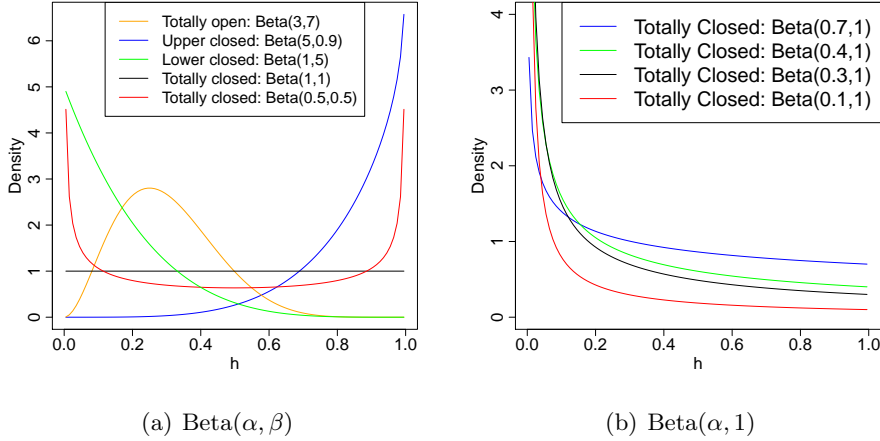 Totally open: Beta(3,7)
Upper closed: Beta(5,0.9)
Lower closed: Beta(1,5)
Totally closed: Beta(1,1)
Totally closed: Beta(0.5,0.5)
Density
6
5
4
3
2
1
0
0.0 0.2 0.4 0.6 0.8 1.0
h
(a) Beta(α, β)
Totally Closed: Beta(0.7,1)
Totally Closed: Beta(0.4,1)
Totally Closed: Beta(0.3,1)
Totally Closed: Beta(0.1,1)
Density
4
3
2
1
0
0.0 0.2 0.4 0.6 0.8 1.0
h
(b) Beta(α, 1)